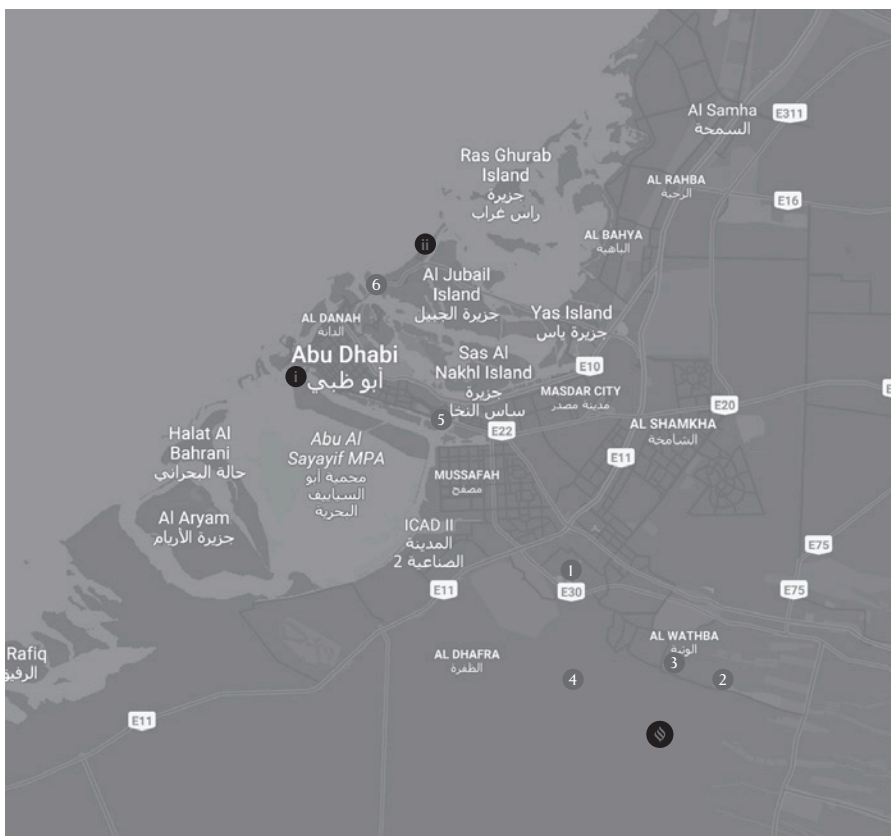 Al Samha
السمحة
E311
Ras Ghurab
Island
جزيرة
راس غراب
AL RAHBA
الرحبة
E16
AL BAHYA
الباهية
ii
6
Al Jubail
Island
جزيرة الجبيل
AL DANAH
الدانة
Yas Island
جزيرة ياس
Abu Dhabi
أبو ظبي
i
Sas Al
Nakhl Island
جزيرة
ساس النخا
E10
MASDAR CITY
مدينة مصدر
E20
5
E22
AL SHAMKHA
الشامخة
E11
Halat Al
Bahrani
حالة البحراني
Abu Al
Sayayif MPA
محمية أبو
السيابيف
البحرية
MUSSAFAH
مصفح
Al Aryam
جزيرة الأريام
ICAD II
المدينة
الصناعية 2
E75
1
E11
E30
E75
Rafiq
الرفيق
AL DHAFRA
الظفرة
AL WATHBA
الوثبة
3
4
2
E11